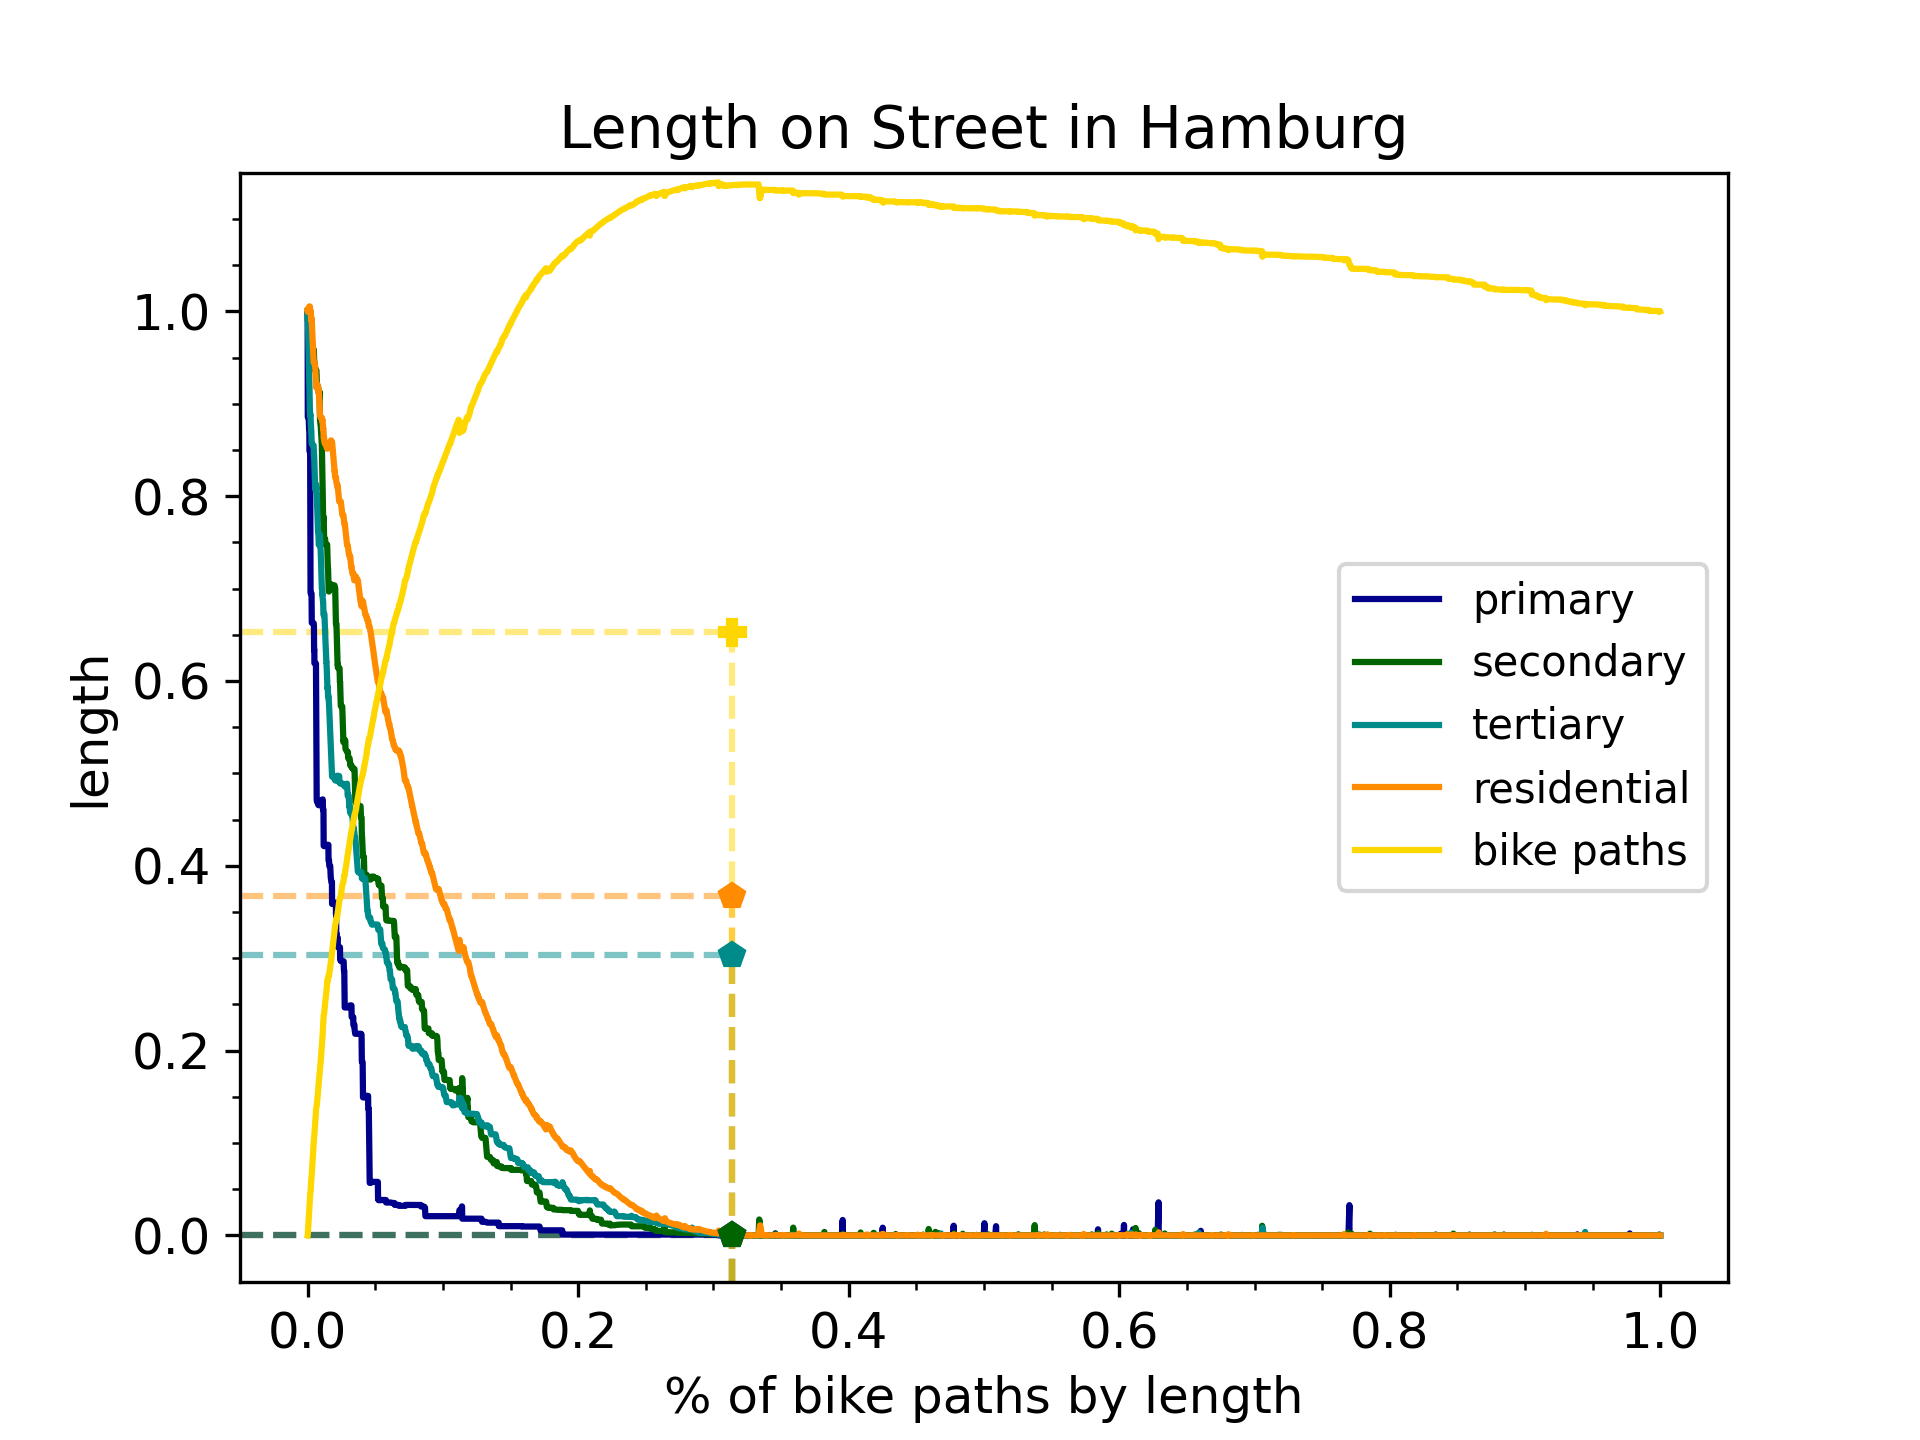 Length on Street in Hamburg
length
1.0
0.8
0.6
0.4
0.2
0.0
primary
secondary
tertiary
residential
bike paths
0.0 0.2 0.4 0.6 0.8 1.0
% of bike paths by length